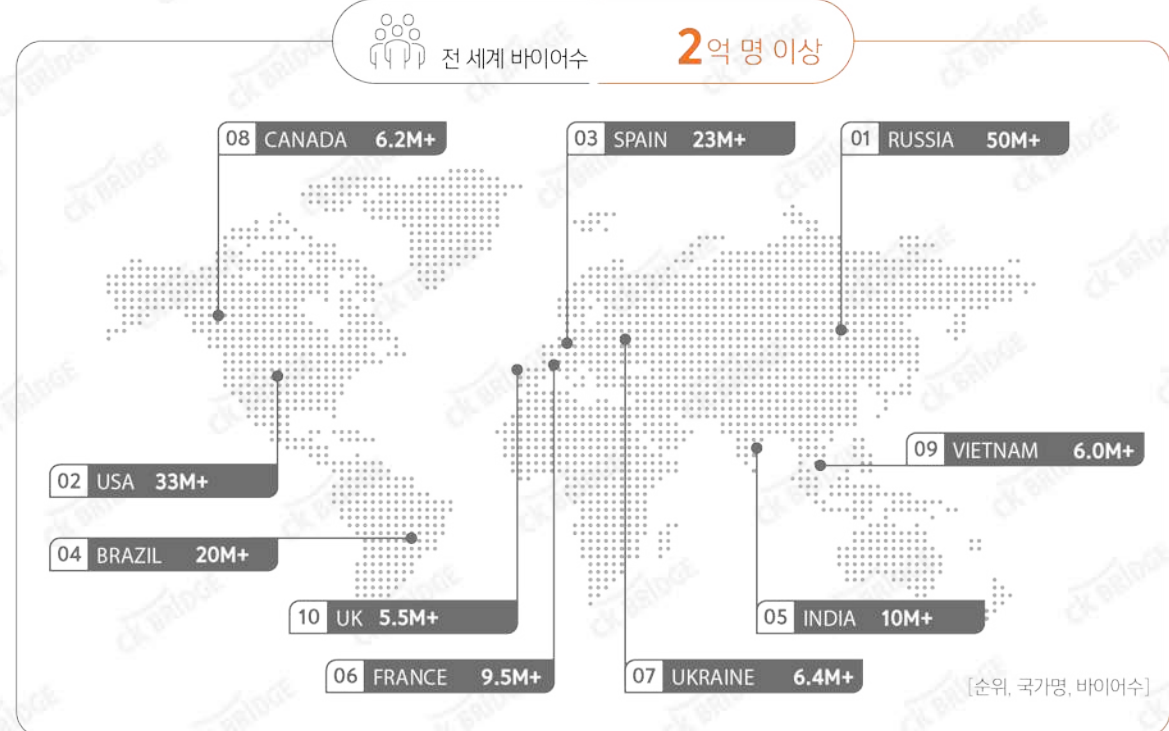 전 세계 바이어수 2억 명 이상
08 CANADA 6.2M+
03 SPAIN 23M+
01 RUSSIA 50M+
09 VIETNAM 6.0M+
02 USA 33M+
04 BRAZIL 20M+
10 UK 5.5M+
05 INDIA 10M+
06 FRANCE 9.5M+
07 UKRAINE 6.4M+
[순위, 국가명, 바이어수]
CK BRIDGE